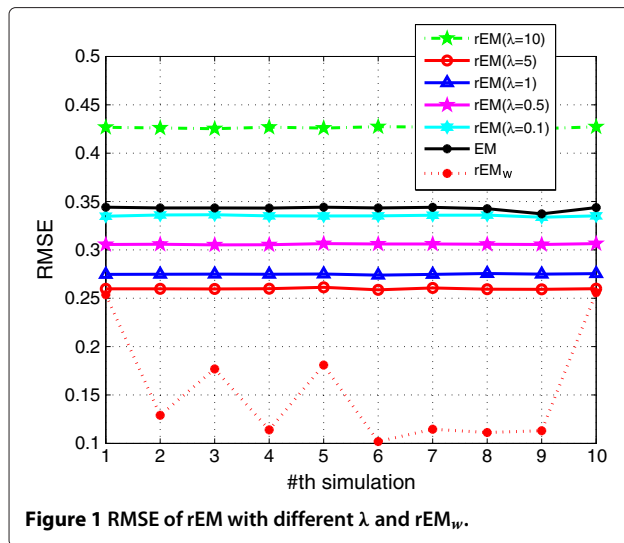 0.5
0.45
0.4
0.35
0.3
0.25
0.2
0.15
0.1
RMSE
1 2 3 4 5 6 7 8 9 10
#th simulation
rEM(λ=10)
rEM(λ=5)
rEM(λ=1)
rEM(λ=0.5)
rEM(λ=0.1)
EM
rEMw
Figure 1 RMSE of rEM with different λ and rEMw.